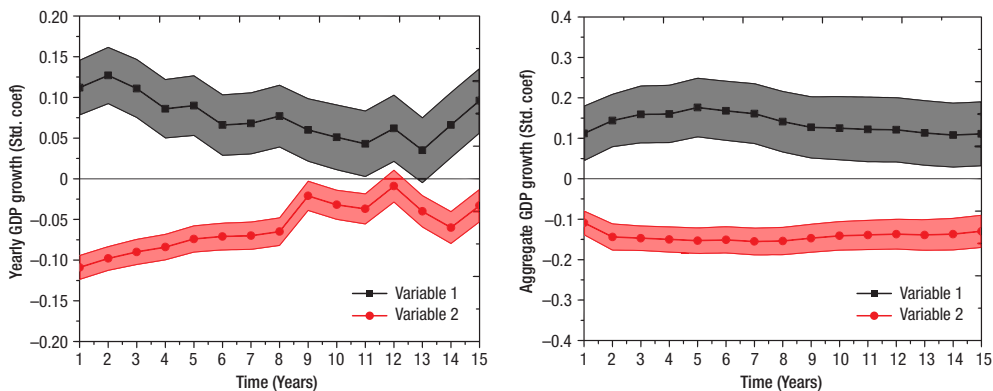 Yearly GDP growth (Std. coef)
0.20
0.15
0.10
0.05
0
–0.05
–0.10
–0.15
–0.20
1 2 3 4 5 6 7 8 9 10 11 12 13 14 15
Time (Years)
Variable 1
Variable 2
Aggregate GDP growth (Std. coef)
0.4
0.3
0.2
0.1
0
–0.1
–0.2
–0.3
–0.4
1 2 3 4 5 6 7 8 9 10 11 12 13 14 15
Time (Years)
Variable 1
Variable 2